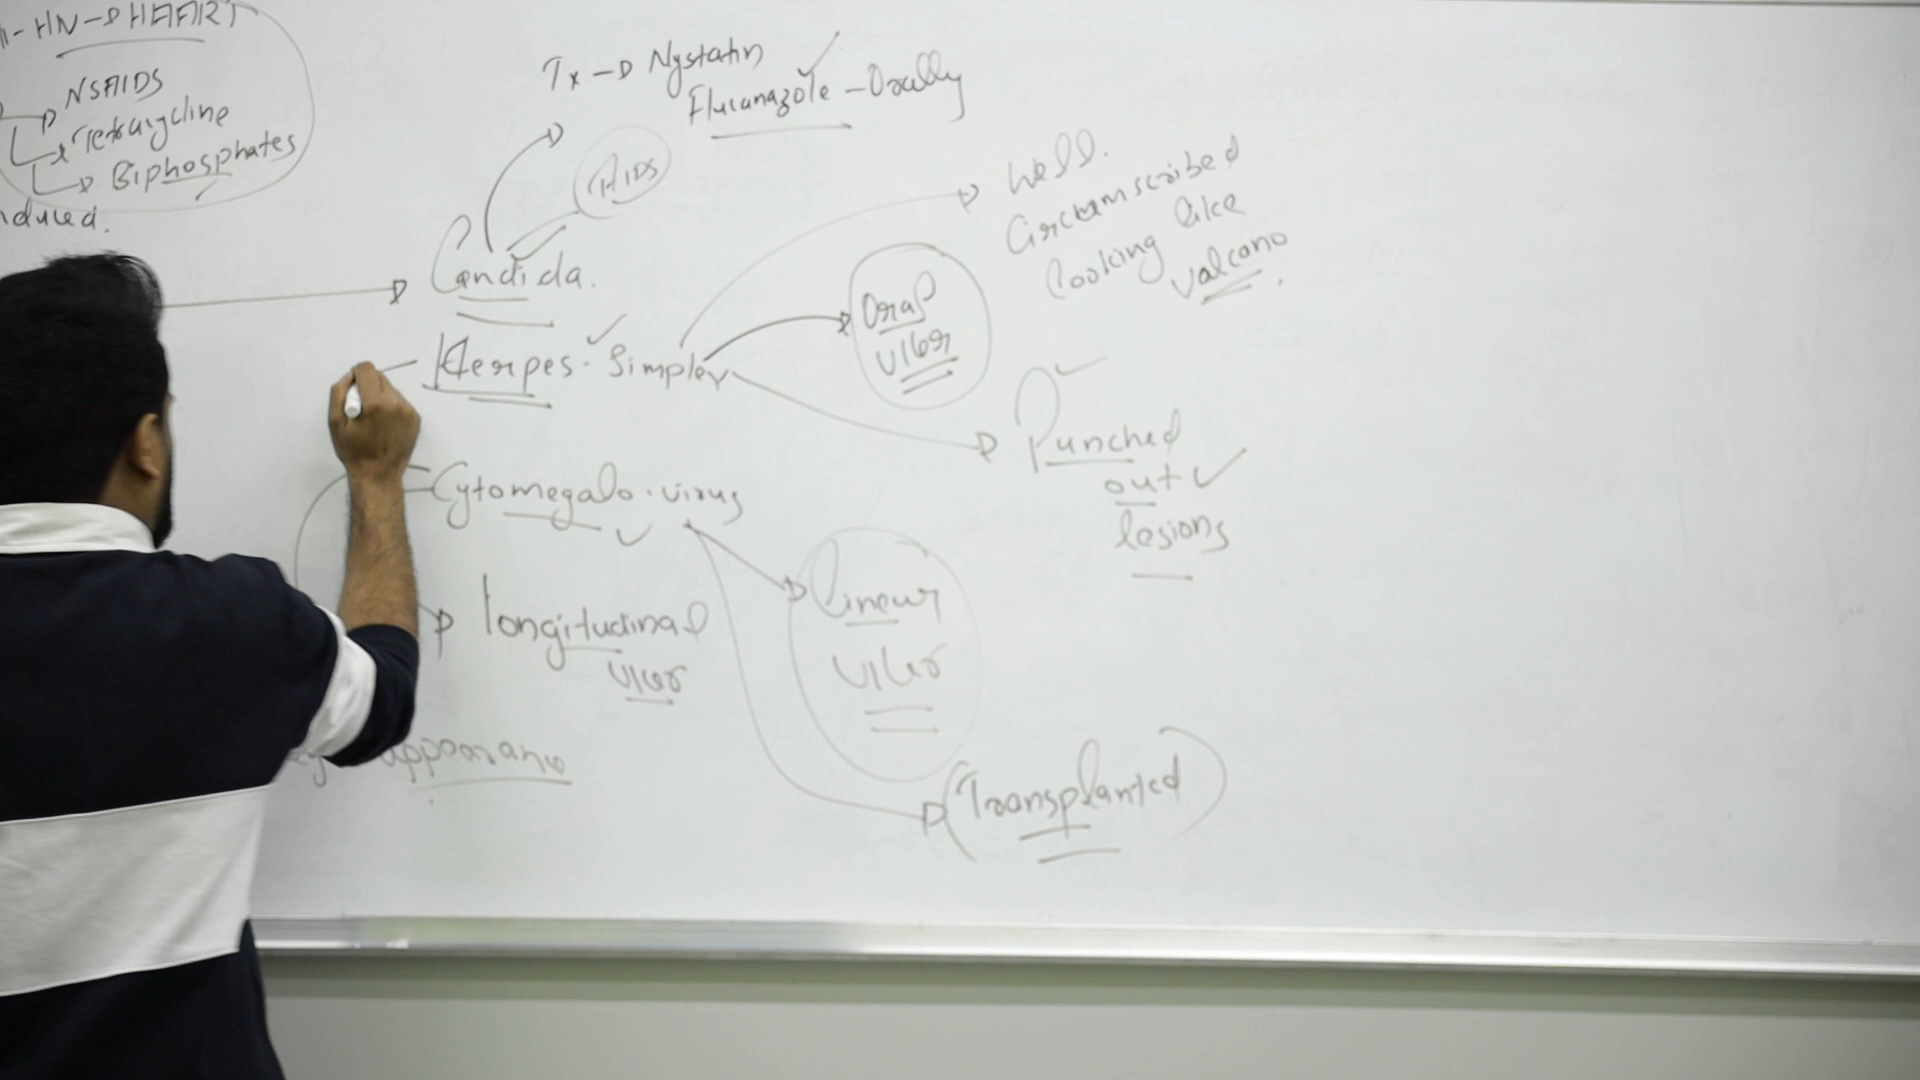 NSAIDS
Tetracycline
Biphosphates
nduced.
Tx → Nystatin
Flucanazole - Orally
AIDS
Candida.
Herpes. Simplex
well.
Circumscribed
looking like
valcano.
Oral
Ulcer
Punched
out
lesions
Cytomegalo. virus
Linear
Ulcer
Transplanted
longitudinal
Ulcer